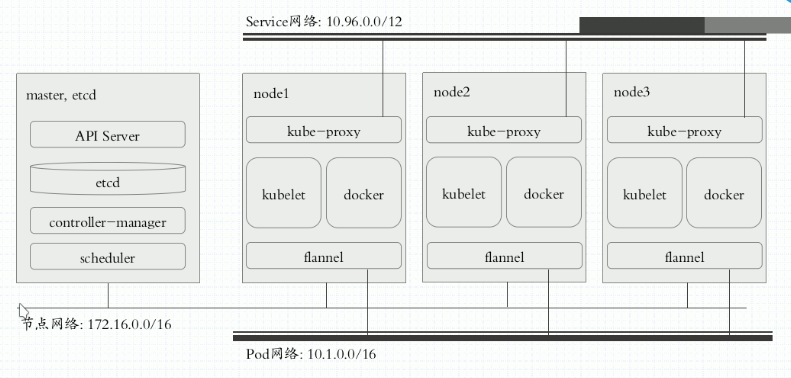 Service网络: 10.96.0.0/12
master, etcd
API Server
etcd
controller-manager
scheduler
node1
kube-proxy
kubelet
docker
flannel
node2
kube-proxy
kubelet
docker
flannel
node3
kube-proxy
kubelet
docker
flannel
节点网络: 172.16.0.0/16
Pod网络: 10.1.0.0/16